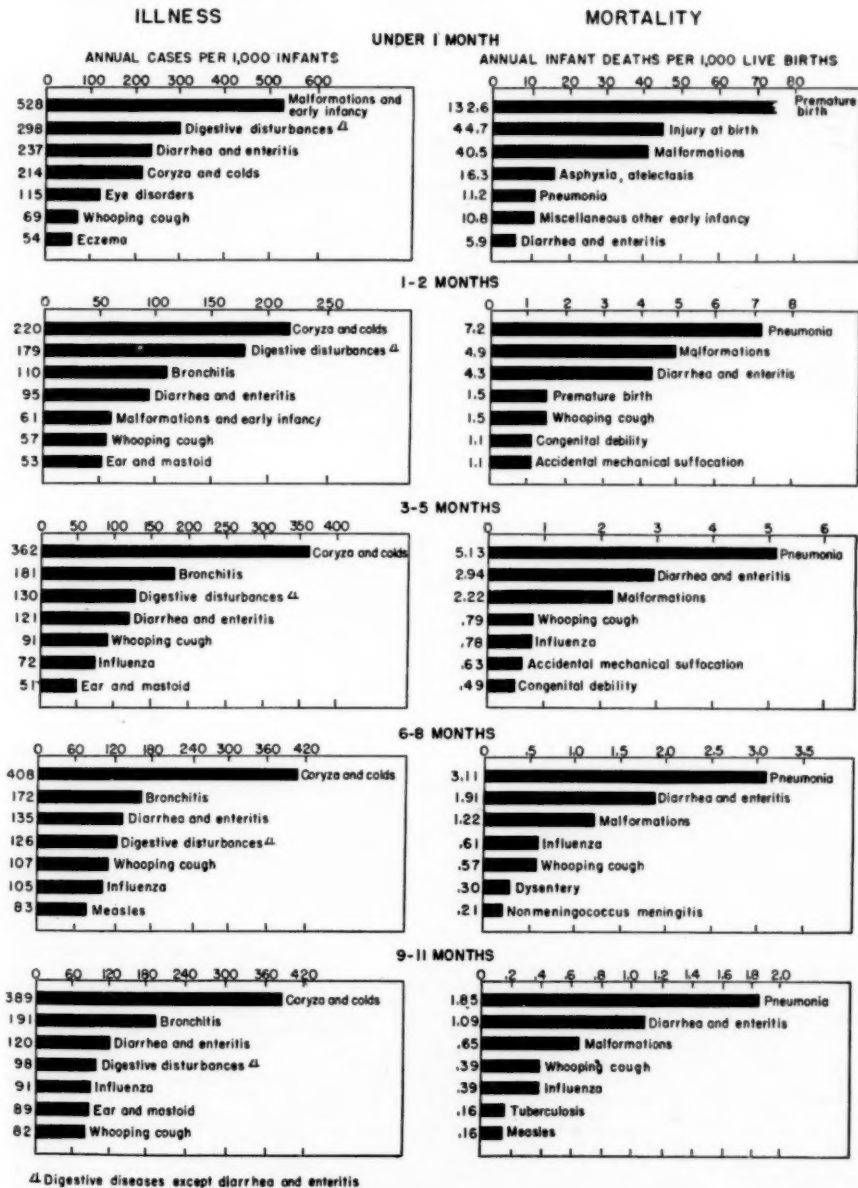 ILLNESS
MORTALITY
UNDER 1 MONTH
ANNUAL CASES PER 1,000 INFANTS
ANNUAL INFANT DEATHS PER 1,000 LIVE BIRTHS
0 100 200 300 400 500 600
528 Malformations and early infancy
298 Digestive disturbances /1
237 Diarrhea and enteritis
214 Coryza and colds
115 Eye disorders
69 Whooping cough
54 Eczema
0 10 20 30 40 50 60 70 80
132.6 Premature birth
44.7 Injury at birth
40.5 Malformations
16.3 Asphyxia, atelectasis
11.2 Pneumonia
10.8 Miscellaneous other early infancy
5.9 Diarrhea and enteritis
1-2 MONTHS
0 50 100 150 200 250
220 Coryza and colds
179 Digestive disturbances /1
110 Bronchitis
95 Diarrhea and enteritis
61 Malformations and early infancy
57 Whooping cough
53 Ear and mastoid
0 1 2 3 4 5 6 7 8
7.2 Pneumonia
4.9 Malformations
4.3 Diarrhea and enteritis
1.5 Premature birth
1.5 Whooping cough
1.1 Congenital debility
1.1 Accidental mechanical suffocation
3-5 MONTHS
0 50 100 150 200 250 300 350 400
362 Coryza and colds
181 Bronchitis
130 Digestive disturbances /1
121 Diarrhea and enteritis
91 Whooping cough
72 Influenza
51 Ear and mastoid
0 1 2 3 4 5 6
5.13 Pneumonia
2.94 Diarrhea and enteritis
2.22 Malformations
.79 Whooping cough
.78 Influenza
.63 Accidental mechanical suffocation
.49 Congenital debility
6-8 MONTHS
0 60 120 180 240 300 360 420
408 Coryza and colds
172 Bronchitis
135 Diarrhea and enteritis
126 Digestive disturbances /1
107 Whooping cough
105 Influenza
83 Measles
0 .5 1.0 1.5 2.0 2.5 3.0 3.5
3.11 Pneumonia
1.91 Diarrhea and enteritis
1.22 Malformations
.61 Influenza
.57 Whooping cough
.30 Dysentery
.21 Nonmeningococcus meningitis
9-11 MONTHS
0 60 120 180 240 300 360 420
389 Coryza and colds
191 Bronchitis
120 Diarrhea and enteritis
98 Digestive disturbances /1
91 Influenza
89 Ear and mastoid
82 Whooping cough
0 .2 .4 .6 .8 1.0 1.2 1.4 1.6 1.8 2.0
1.85 Pneumonia
1.09 Diarrhea and enteritis
.65 Malformations
.39 Whooping cough
.39 Influenza
.16 Tuberculosis
.16 Measles
/1 Digestive diseases except diarrhea and enteritis